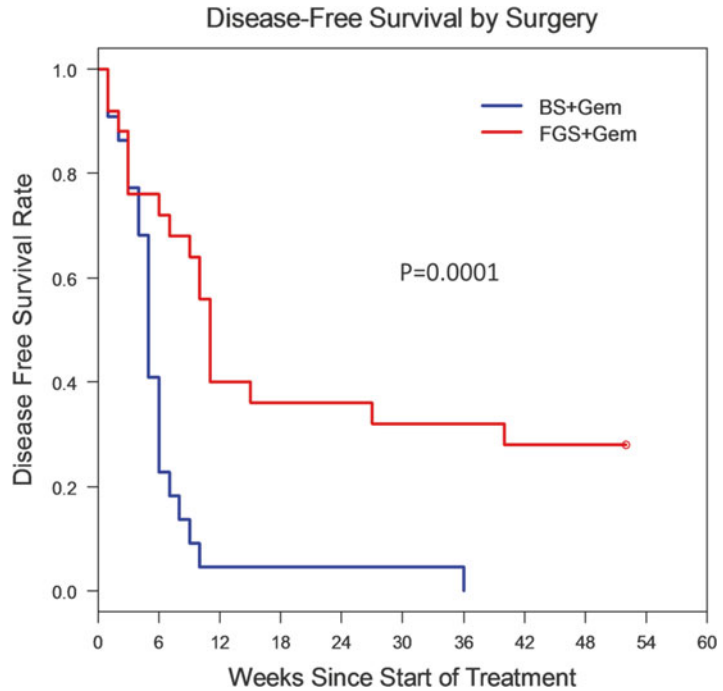 Disease-Free Survival by Surgery
BS+Gem
FGS+Gem
P=0.0001
Disease Free Survival Rate
1.0
0.8
0.6
0.4
0.2
0.0
0 6 12 18 24 30 36 42 48 54 60
Weeks Since Start of Treatment